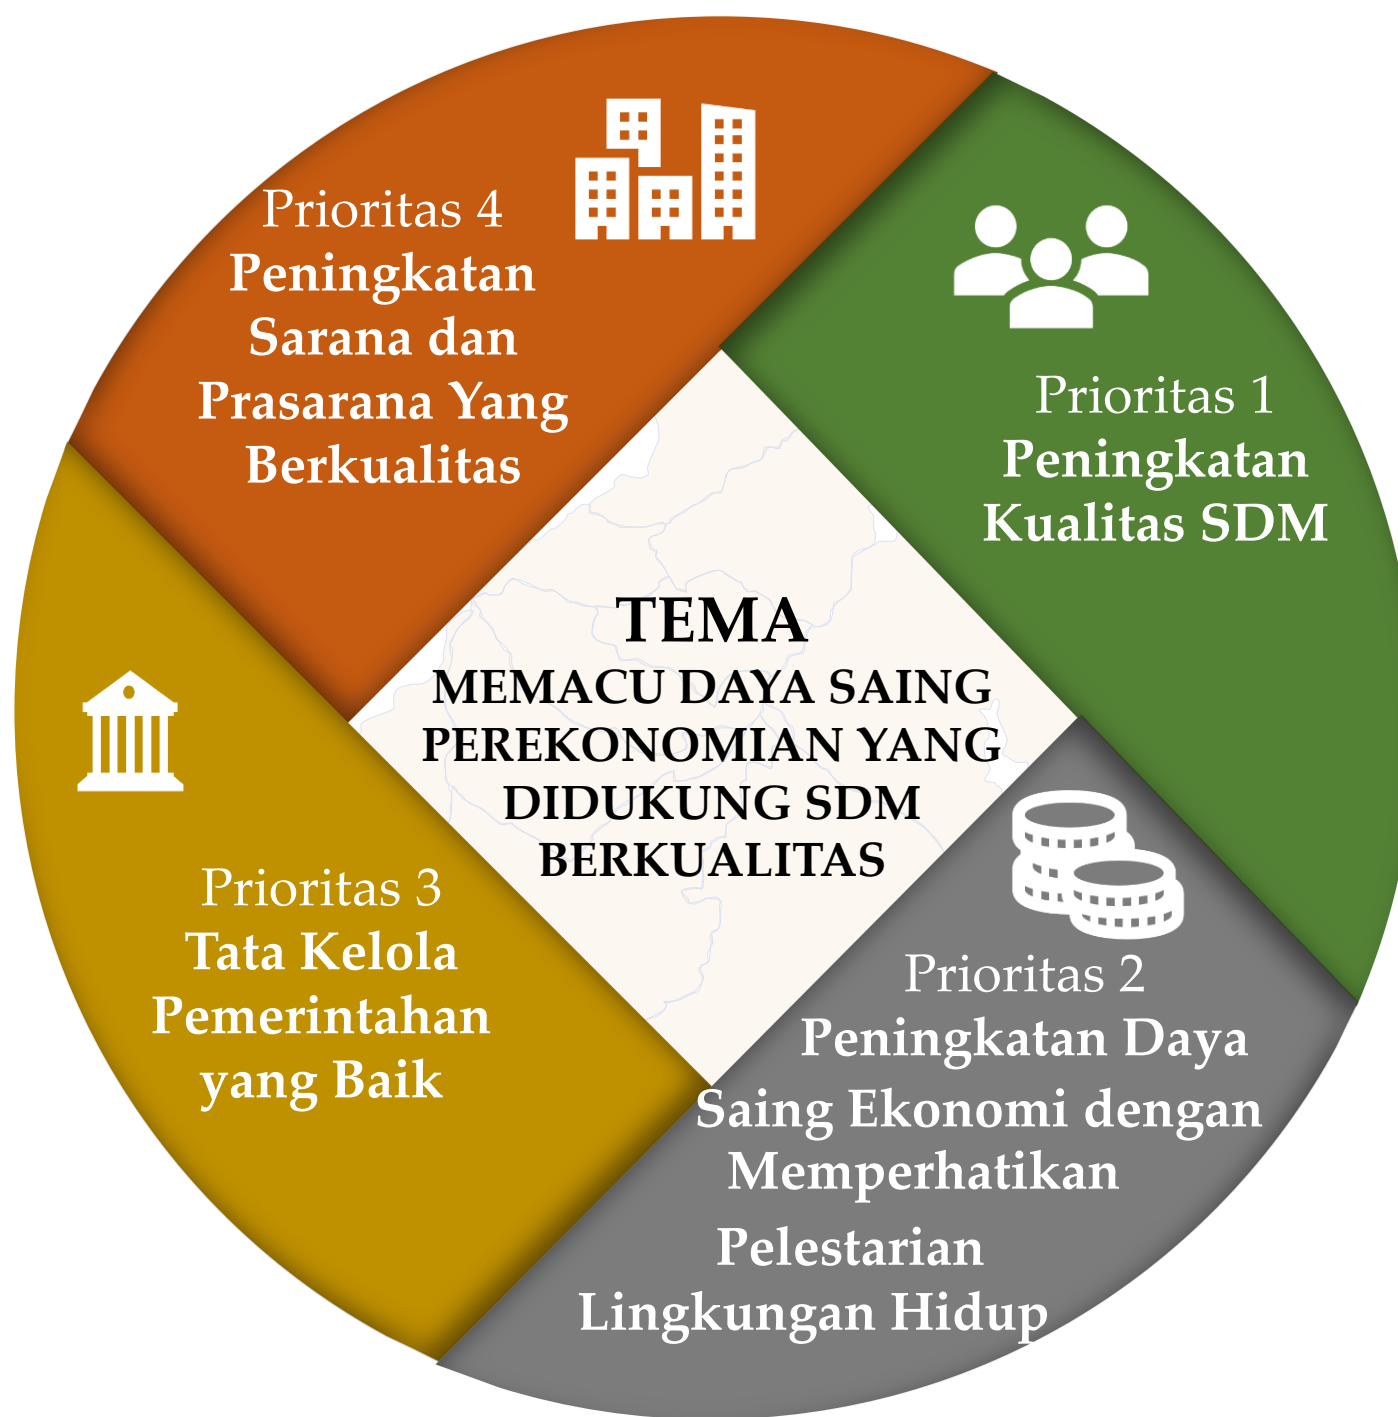 Prioritas 4
Peningkatan
Sarana dan
Prasarana Yang
Berkualitas
Prioritas 1
Peningkatan
Kualitas SDM
TEMA
MEMACU DAYA SAING
PEREKONOMIAN YANG
DIDUKUNG SDM
BERKUALITAS
Prioritas 3
Tata Kelola
Pemerintahan
yang Baik
Prioritas 2
Peningkatan Daya
Saing Ekonomi dengan
Memperhatikan
Pelestarian
Lingkungan Hidup